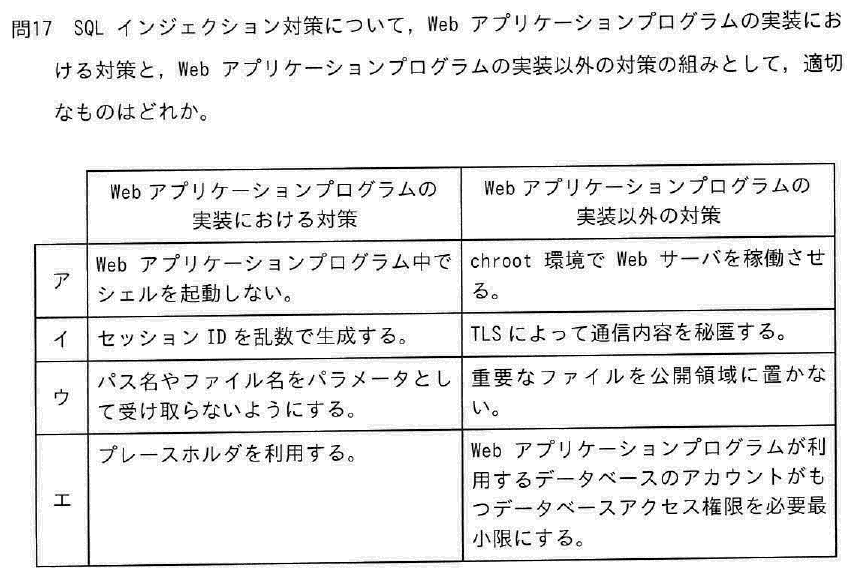 問17 SQL インジェクション対策について，Web アプリケーションプログラムの実装にお
ける対策と，Web アプリケーションプログラムの実装以外の対策の組みとして，適切
なものはどれか。
Web アプリケーションプログラムの
実装における対策
Web アプリケーションプログラムの
実装以外の対策
ア
Web アプリケーションプログラム中で
シェルを起動しない。
chroot 環境で Web サーバを稼働させ
る。
イ
セッション ID を乱数で生成する。
TLS によって通信内容を秘匿する。
ウ
パス名やファイル名をパラメータとし
て受け取らないようにする。
重要なファイルを公開領域に置かな
い。
エ
プレースホルダを利用する。
Web アプリケーションプログラムが利
用するデータベースのアカウントがも
つデータベースアクセス権限を必要最
小限にする。